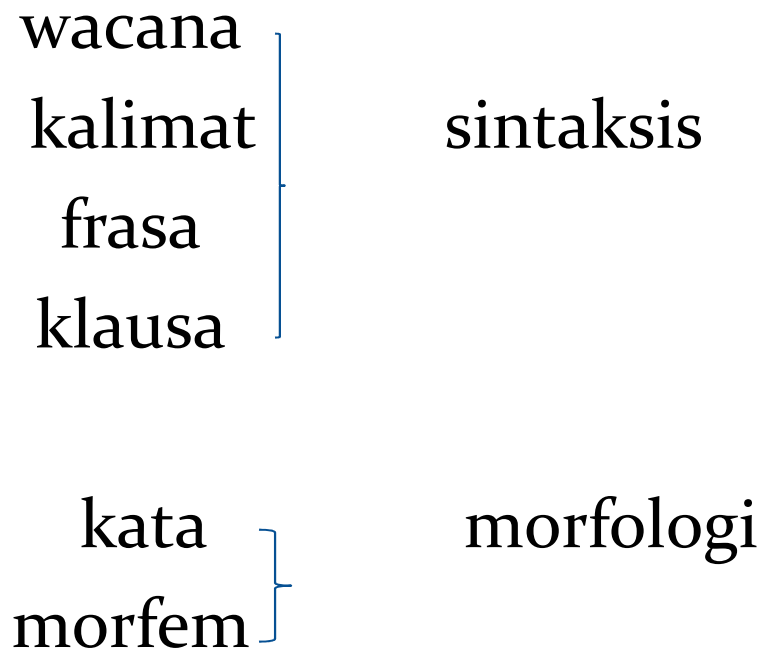 wacana
kalimat sintaksis
frasa
klausa
kata morfologi
morfem